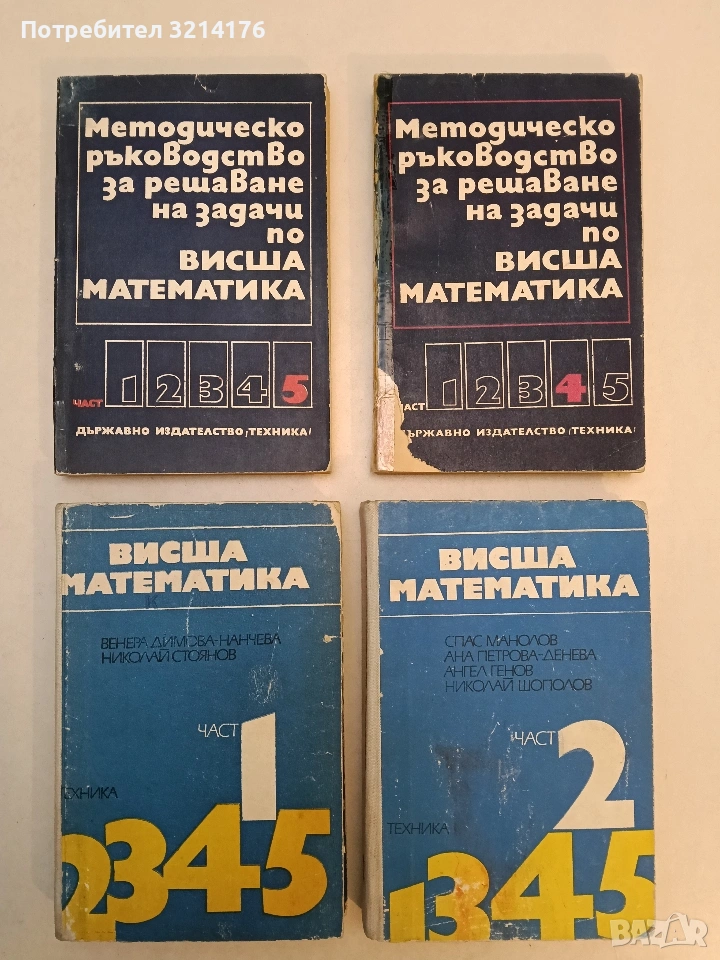 Потребител 3214176
Методическо
ръководство
за решаване
на задачи
по
ВИСША
МАТЕМАТИКА
ЧАСТ 1 2 3 4 5
ДЪРЖАВНО ИЗДАТЕЛСТВО "ТЕХНИКА"
Методическо
ръководство
за решаване
на задачи
по
ВИСША
МАТЕМАТИКА
АСТ 1 2 3 4 5
ЪРЖАВНО ИЗДАТЕЛСТВО "ТЕХНИКА"
ВИСША
МАТЕМАТИКА
ВЕНЕРА ДИМОВА-НАНЧЕВА
НИКОЛАЙ СТОЯНОВ
ЧАСТ 1
ТЕХНИКА
2345
ВИСША
МАТЕМАТИКА
СПАС МАНОЛОВ
АНА ПЕТРОВА-ДЕНЕВА
АНГЕЛ ГЕНОВ
НИКОЛАЙ ШОПОЛОВ
ЧАСТ 2
ТЕХНИКА
1345
BAZAR